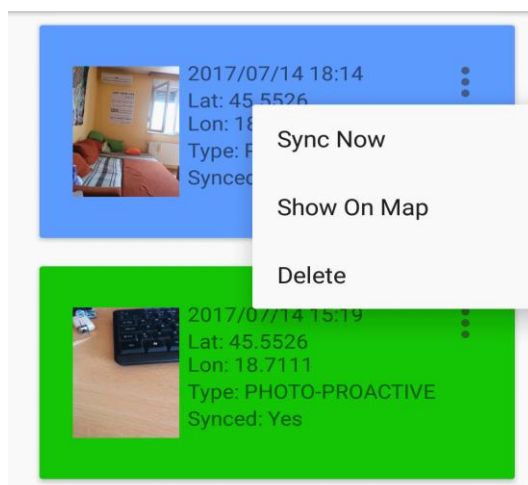 2017/07/14 18:14
Lat: 45.5526
Lon: 18
Type:
Synced
Sync Now
Show On Map
Delete
2017/07/14 15:19
Lat: 45.5526
Lon: 18.7111
Type: PHOTO-PROACTIVE
Synced: Yes